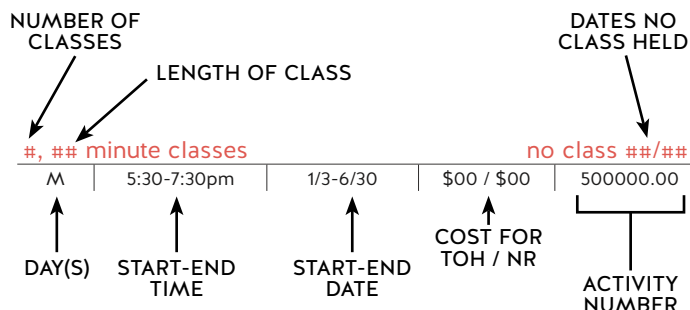 NUMBER OF
CLASSES
DATES NO
CLASS HELD
LENGTH OF CLASS
#, ## minute classes
no class ##/##
M
5:30-7:30pm
1/3-6/30
$00 / $00
500000.00
DAY(S)
START-END
TIME
START-END
DATE
COST FOR
TOH / NR
ACTIVITY
NUMBER